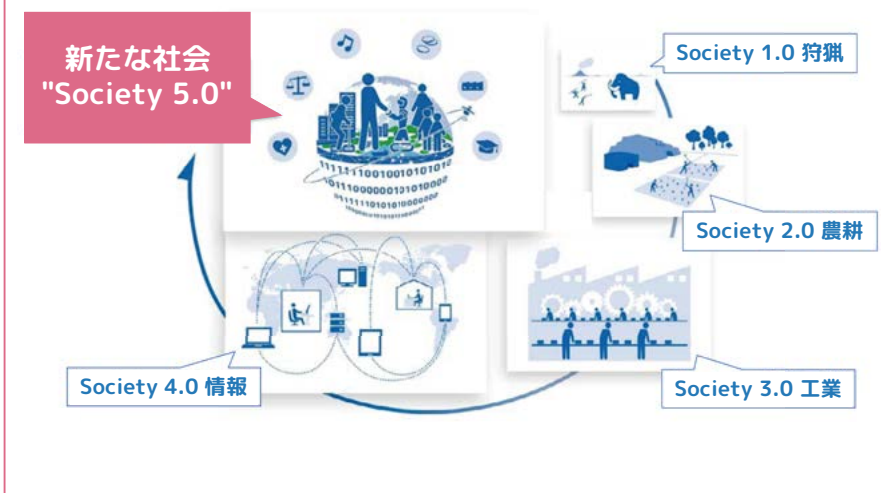 新たな社会
"Society 5.0"
Society 1.0 狩猟
Society 2.0 農耕
Society 3.0 工業
Society 4.0 情報